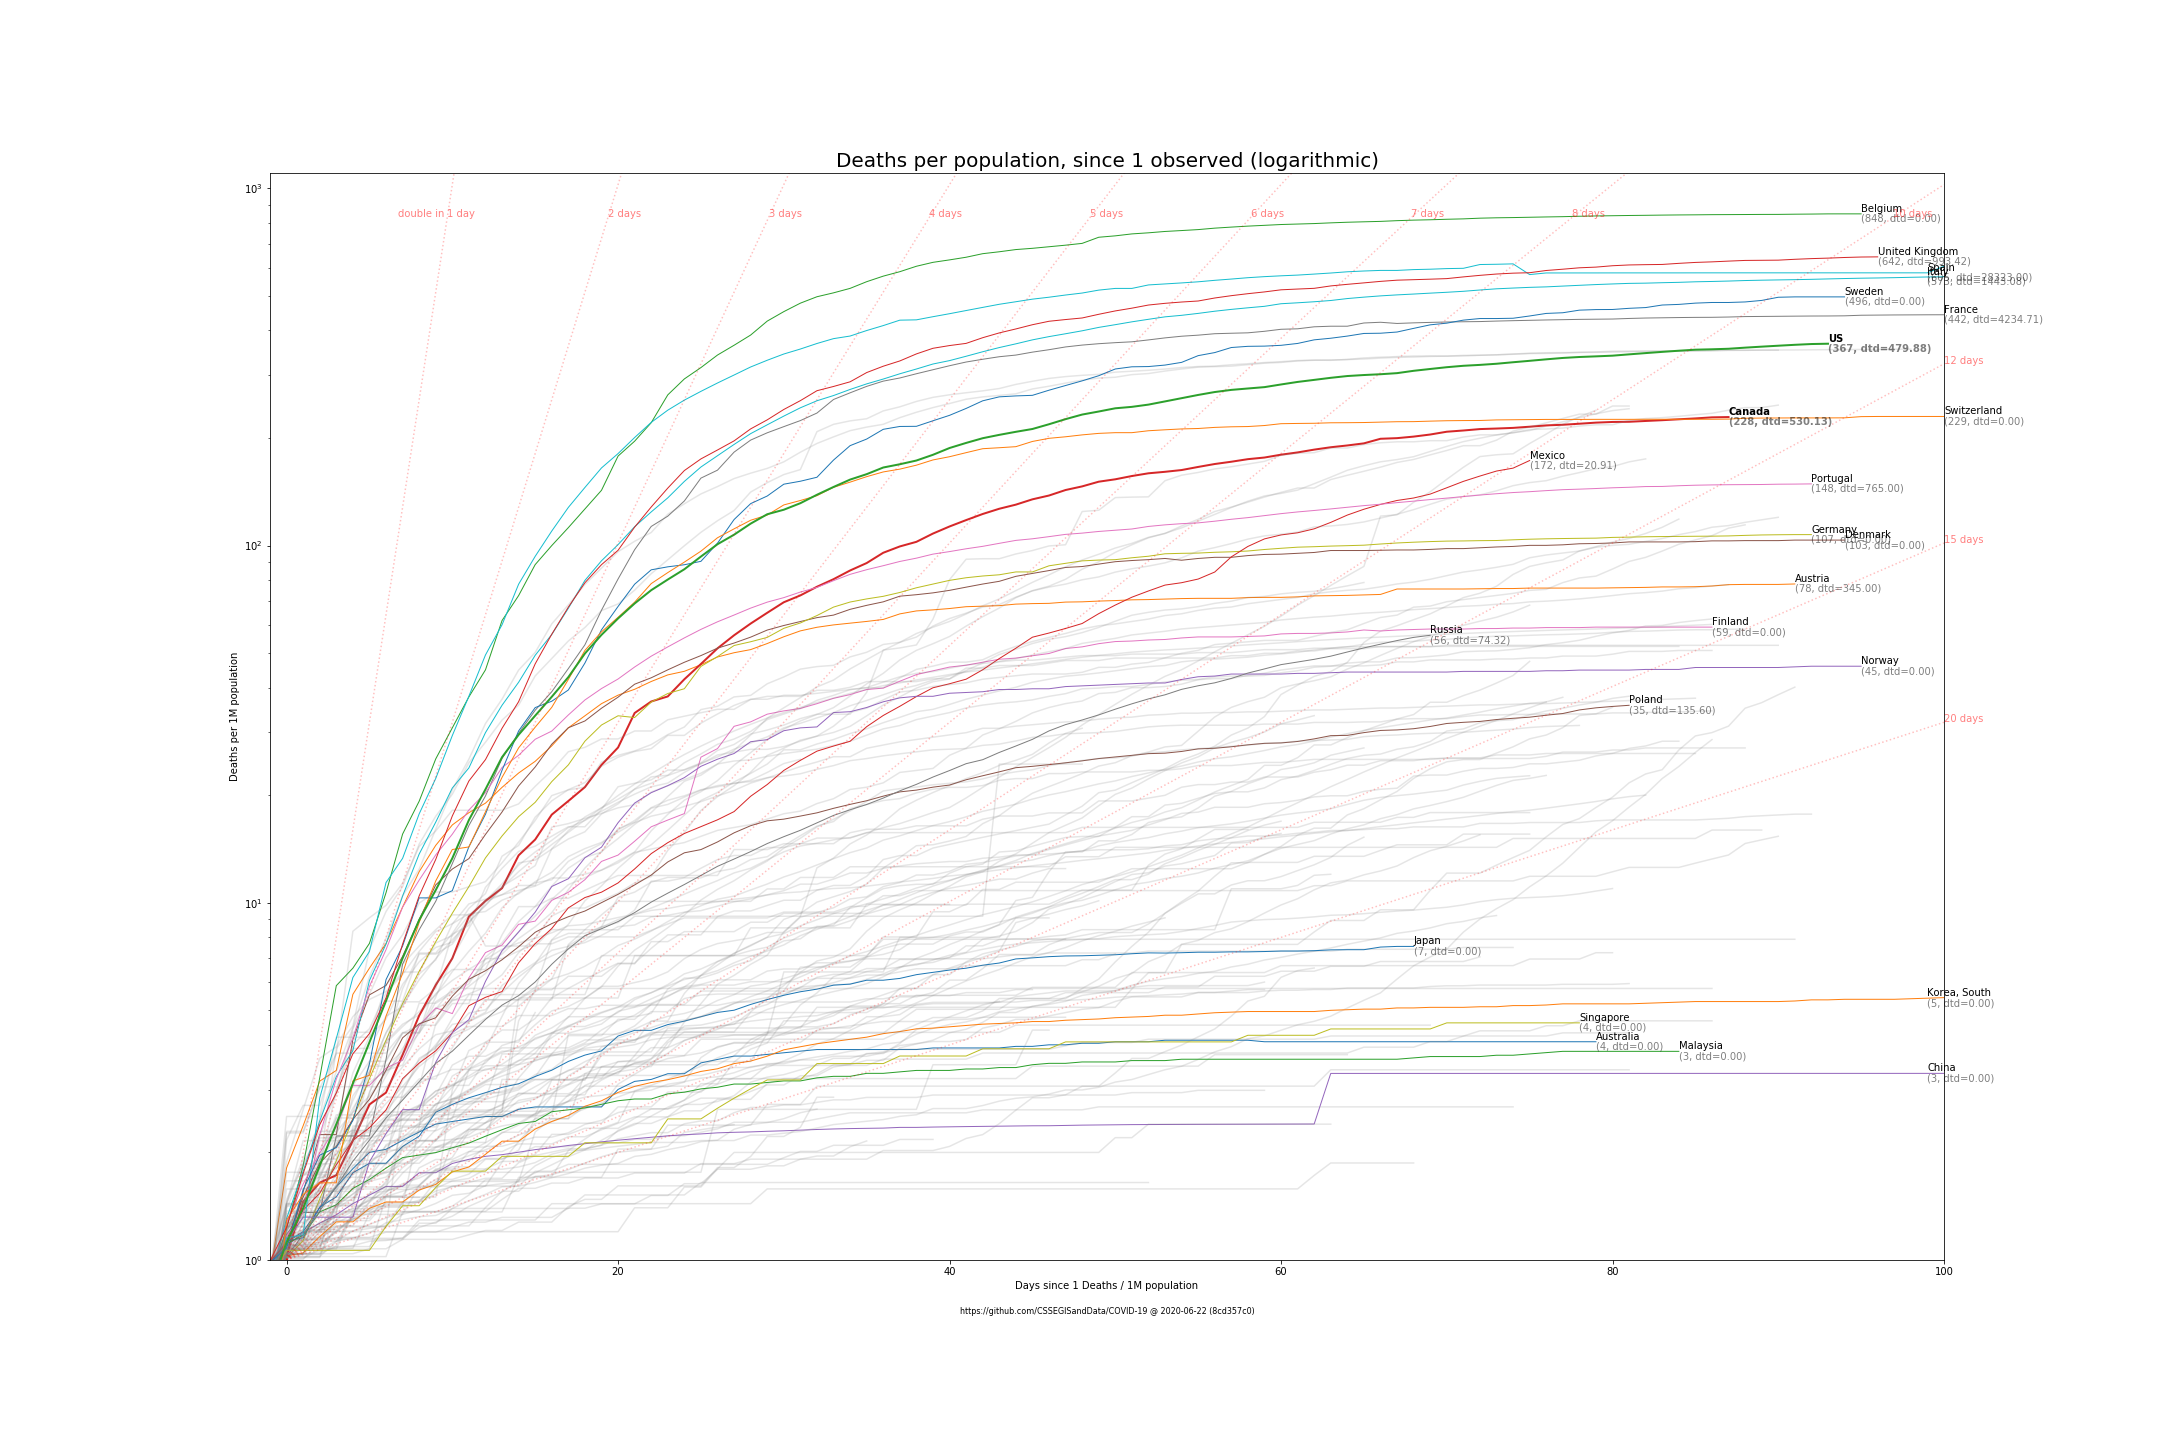 Deaths per population, since 1 observed (logarithmic)
10³
10²
10¹
10⁰
Deaths per 1M population
double in 1 day
2 days
3 days
4 days
5 days
6 days
7 days
8 days
10 days
12 days
15 days
20 days
Belgium
(848, dtd=0.00)
United Kingdom
(642, dtd=993.42)
Spain
Italy
dtd=28323.00)
(573, dtd=1443.08)
Sweden
(496, dtd=0.00)
France
(442, dtd=4234.71)
US
(367, dtd=479.88)
Canada
(228, dtd=530.13)
Switzerland
(229, dtd=0.00)
Mexico
(172, dtd=20.91)
Portugal
(148, dtd=765.00)
Germany
(107,
Denmark
(103, dtd=0.00)
Austria
(78, dtd=345.00)
Finland
(59, dtd=0.00)
Russia
(56, dtd=74.32)
Norway
(45, dtd=0.00)
Poland
(35, dtd=135.60)
Japan
(7, dtd=0.00)
Korea, South
(5, dtd=0.00)
Singapore
(4, dtd=0.00)
Australia
(4, dtd=0.00)
Malaysia
(3, dtd=0.00)
China
(3, dtd=0.00)
0
20
40
60
80
100
Days since 1 Deaths / 1M population
https://github.com/CSSEGISandData/COVID-19 @ 2020-06-22 (8cd357c0)